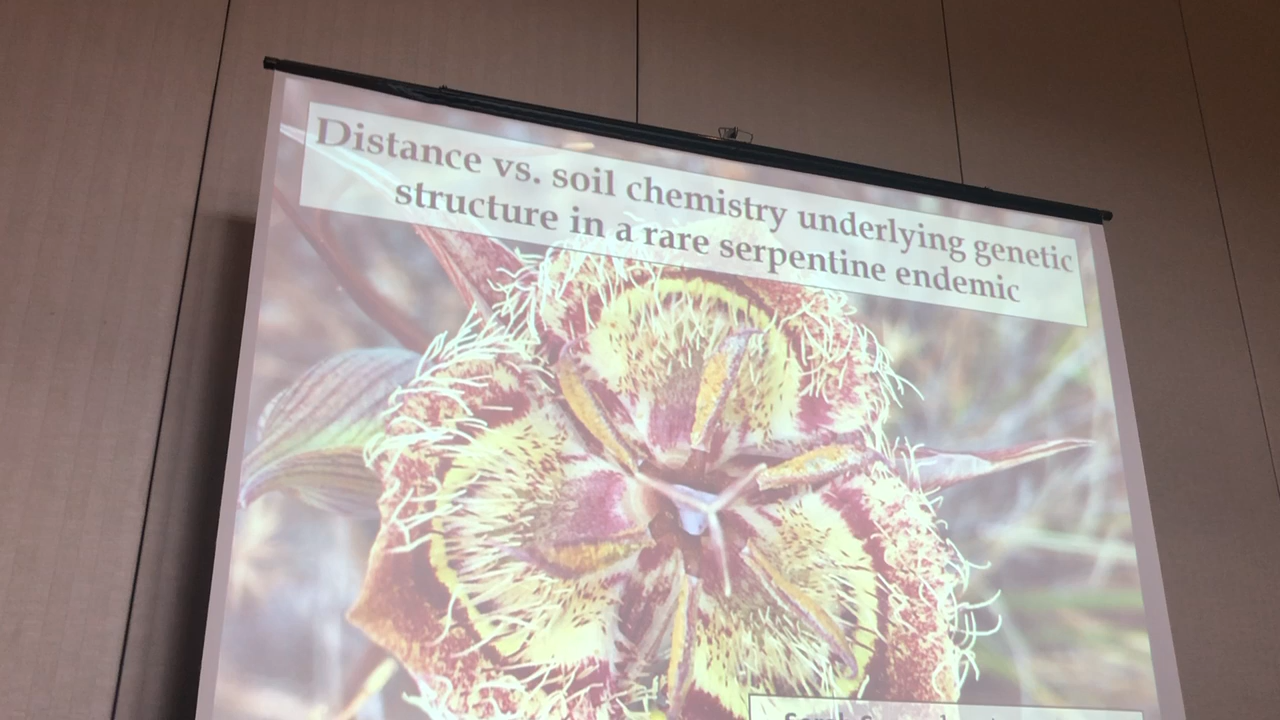 Distance vs. soil chemistry underlying genetic
structure in a rare serpentine endemic